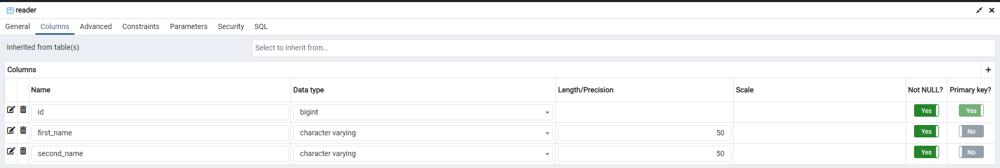 reader
General Columns Advanced Constraints Parameters Security SQL
Inherited from table(s) Select to inherit from...
Columns
Name Data type Length/Precision Scale Not NULL? Primary key?
id bigint Yes Yes
first_name character varying 50 Yes No
second_name character varying 50 Yes No